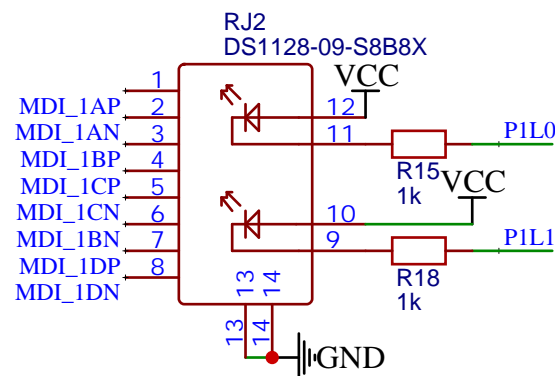 RJ2
DS1128-09-S8B8X
VCC
1
MDI_1AP
2
12
MDI_1AN
3
11
P1L0
MDI_1BP
4
R15
1k
VCC
MDI_1CP
5
MDI_1CN
6
10
MDI_1BN
7
9
P1L1
MDI_1DP
8
R18
1k
MDI_1DN
13
14
13
14
GND